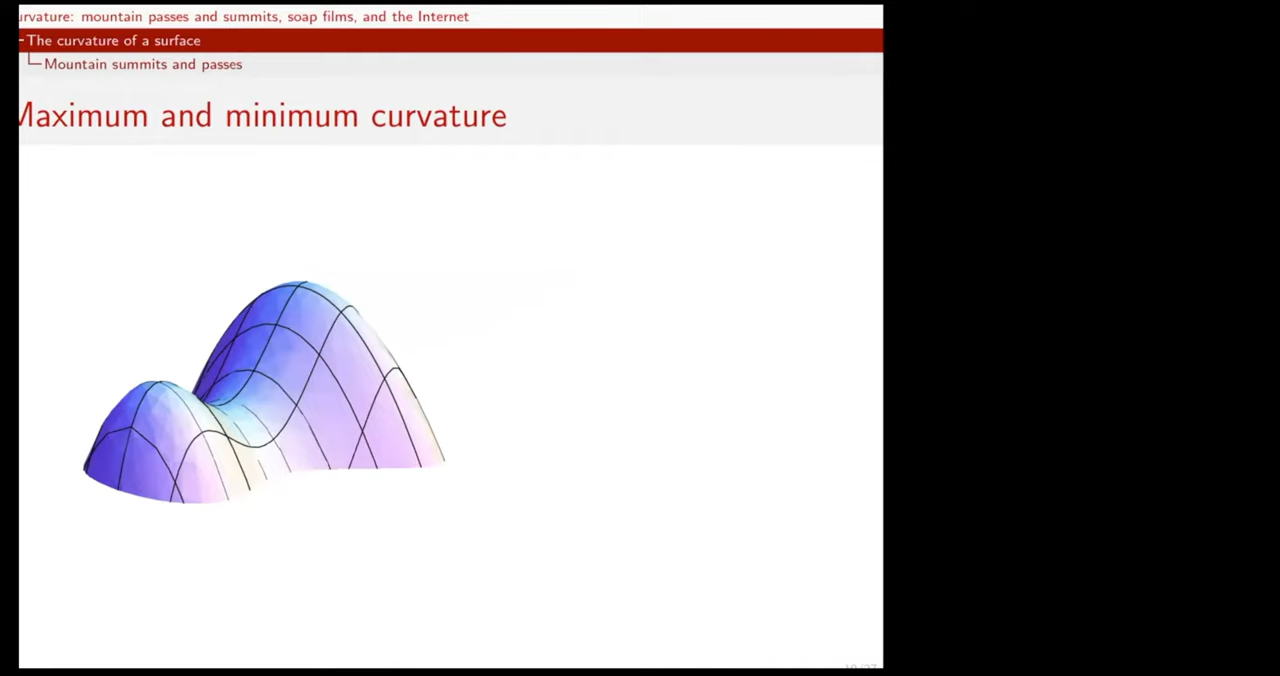 urvature: mountain passes and summits, soap films, and the Internet
The curvature of a surface
Mountain summits and passes
Maximum and minimum curvature